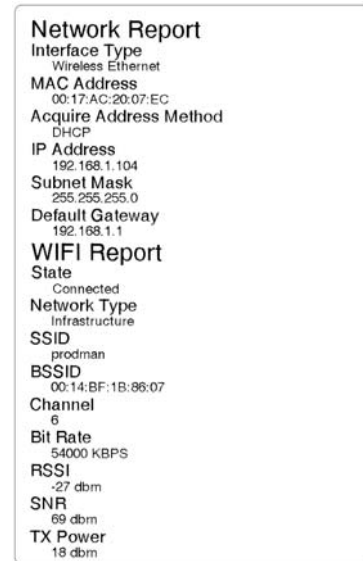 Network Report
Interface Type
Wireless Ethernet
MAC Address
00:17:AC:20:07:EC
Acquire Address Method
DHCP
IP Address
192.168.1.104
Subnet Mask
255.255.255.0
Default Gateway
192.168.1.1
WIFI Report
State
Connected
Network Type
Infrastructure
SSID
prodman
BSSID
00:14:BF:1B:86:07
Channel
6
Bit Rate
54000 KBPS
RSSI
-27 dbm
SNR
69 dbm
TX Power
18 dbm